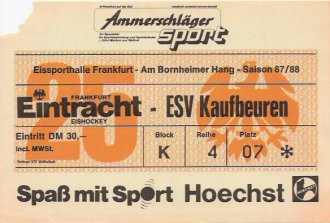 Ammerschläger
sport
Eissporthalle Frankfurt - Am Bornheimer Hang - Saison 87/88
FRANKFURT
Eintracht - ESV Kaufbeuren
EISHOCKEY
Eintritt DM 30,—
incl. MWSt.
Block Reihe Platz
K 4 07 *
Spaß mit Sport Hoechst